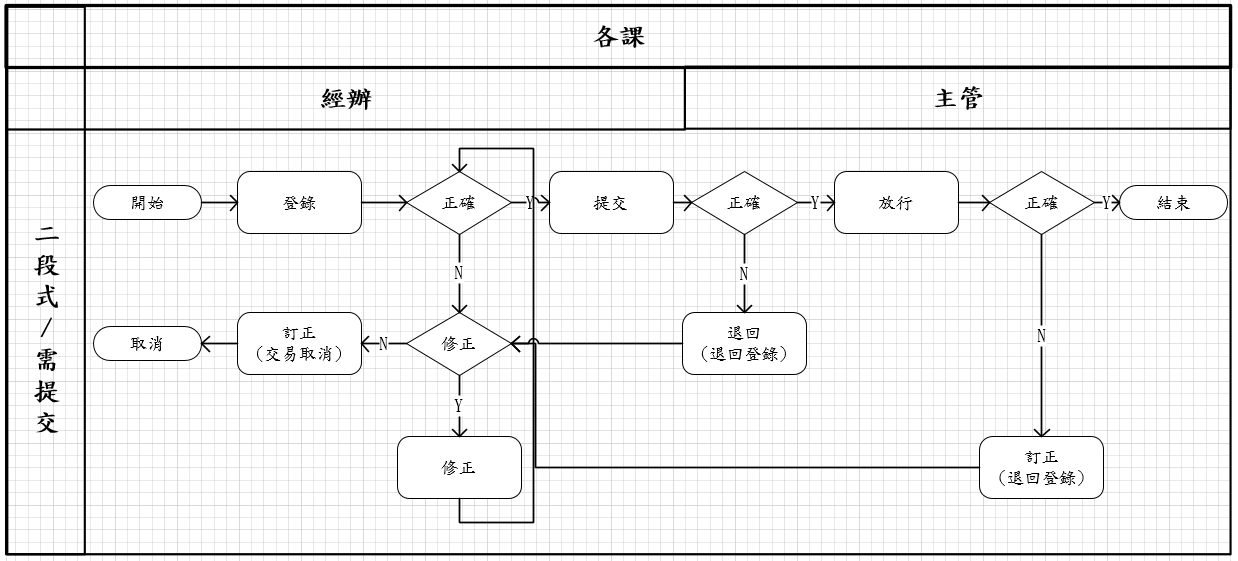 各課
經辦
主管
二段式/需提交
開始
登錄
正確
Y
提交
正確
Y
放行
正確
Y
結束
N
N
N
取消
訂正
(交易取消)
N
修正
退回
(退回登錄)
Y
修正
訂正
(退回登錄)